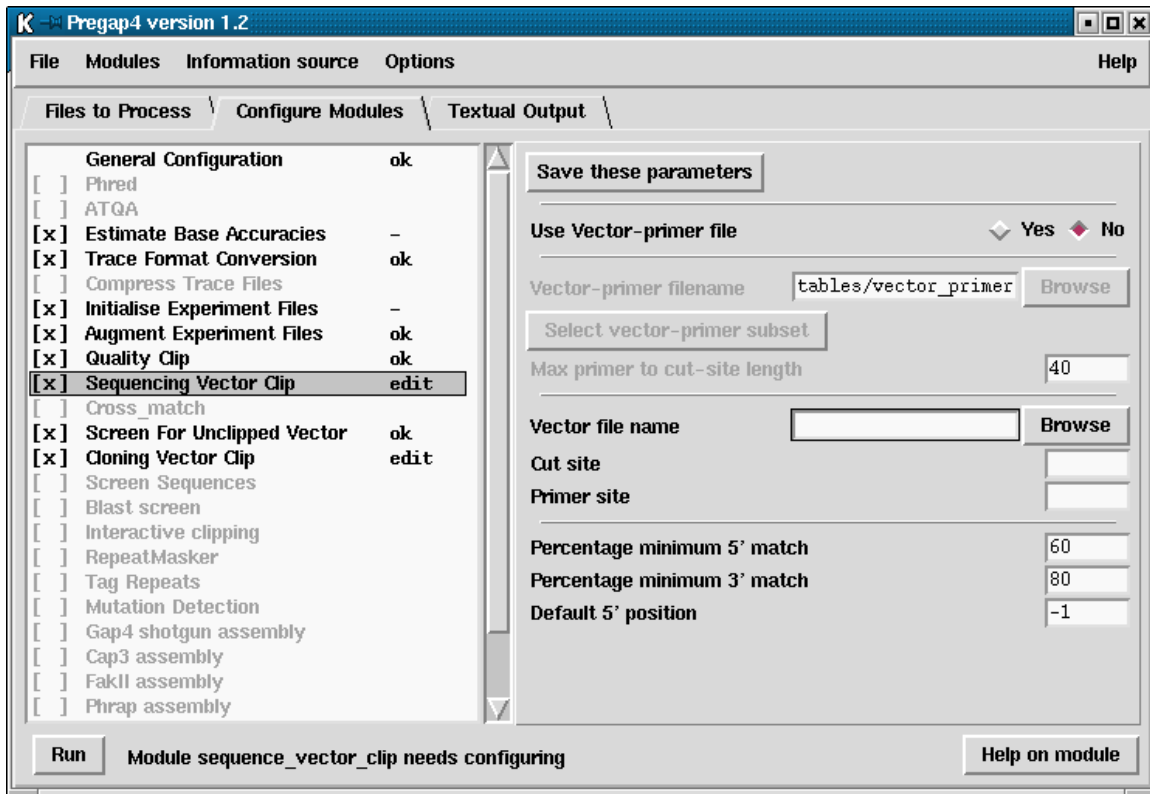 Pregap4 version 1.2
File Modules Information source Options Help
Files to Process Configure Modules Textual Output
General Configuration ok
[ ] Phred
[ ] ATQA
[x] Estimate Base Accuracies -
[x] Trace Format Conversion ok
[ ] Compress Trace Files
[x] Initialise Experiment Files -
[x] Augment Experiment Files ok
[x] Quality Clip ok
[x] Sequencing Vector Clip edit
[ ] Cross_match
[x] Screen For Unclipped Vector ok
[x] Cloning Vector Clip edit
[ ] Screen Sequences
[ ] Blast screen
[ ] Interactive clipping
[ ] RepeatMasker
[ ] Tag Repeats
[ ] Mutation Detection
[ ] Gap4 shotgun assembly
[ ] Cap3 assembly
[ ] FakII assembly
[ ] Phrap assembly
Save these parameters
Use Vector-primer file Yes No
Vector-primer filename tables/vector_primer Browse
Select vector-primer subset
Max primer to cut-site length 40
Vector file name Browse
Cut site
Primer site
Percentage minimum 5' match 60
Percentage minimum 3' match 80
Default 5' position -1
Run Module sequence_vector_clip needs configuring Help on module